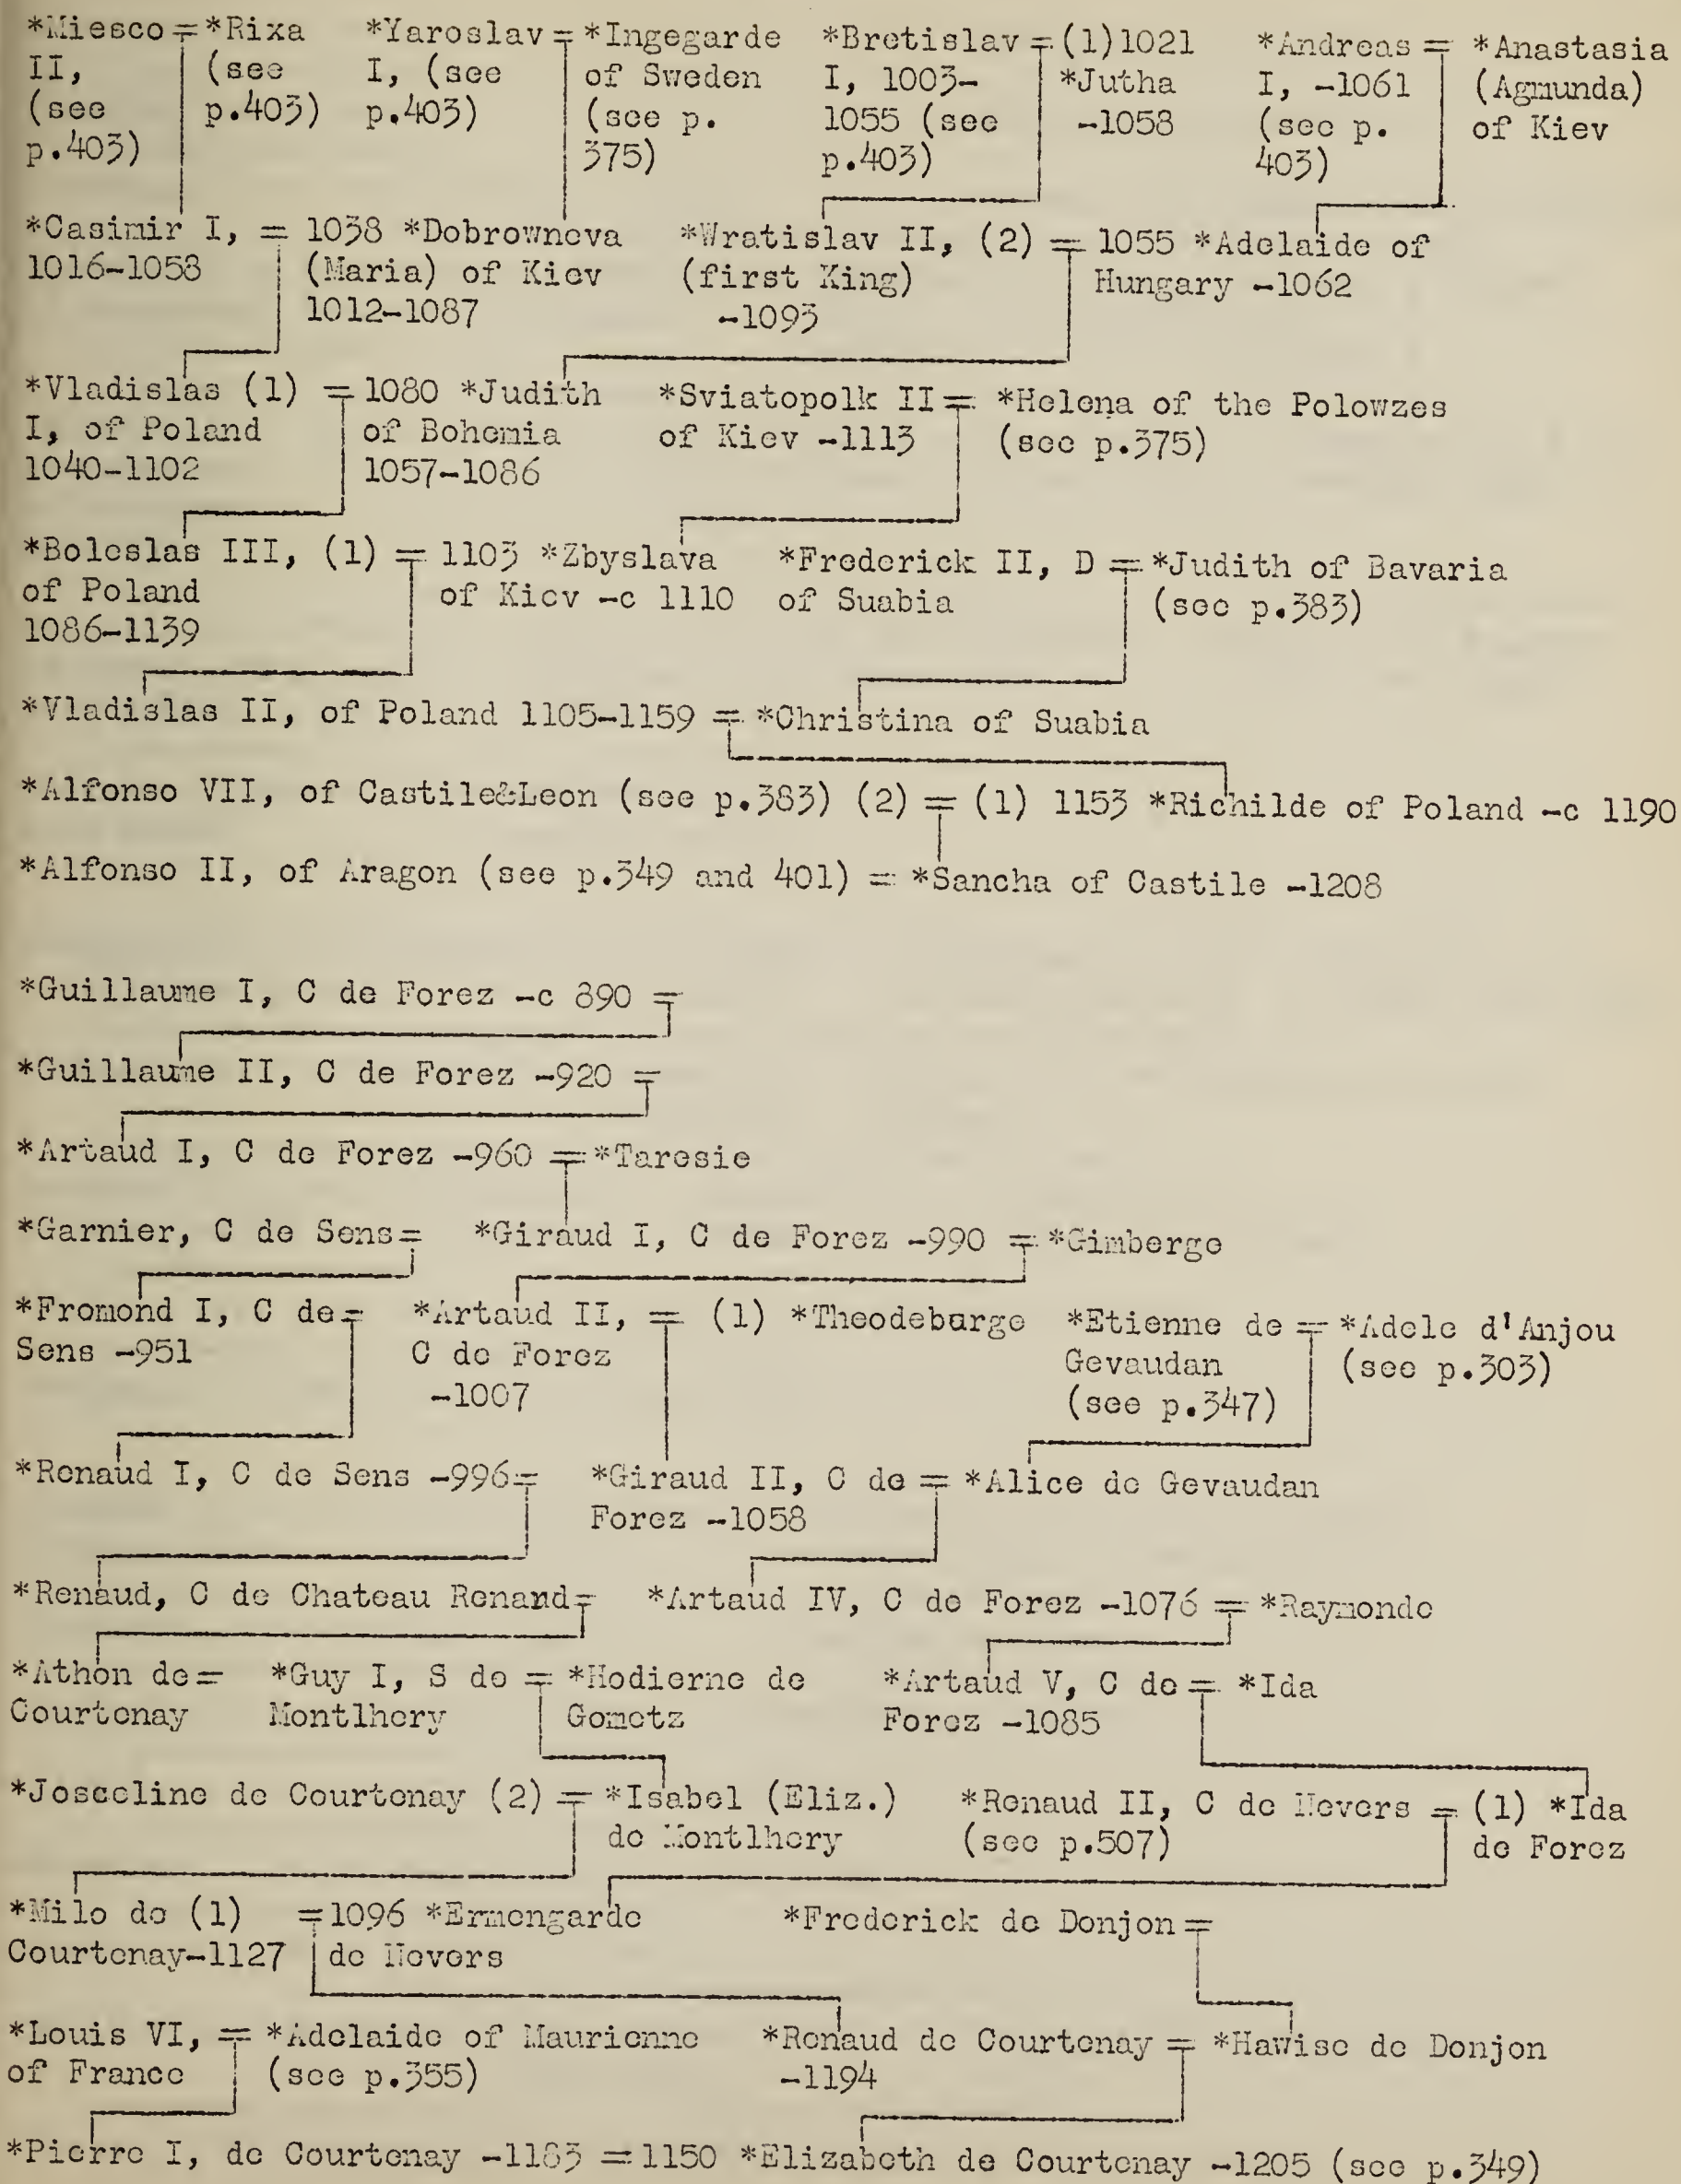 *Miesco = *Rixa *Yaroslav = *Ingegarde *Bretislav = (1) 1021 *Andreas = *Anastasia
II, (see I, (see of Sweden I, 1003- *Jutha I, -1061 (Agmunda)
(see p.403) p.403) (see p. 1055 (see -1058 (see p. of Kiev
p.403) 375) p.403) 403)
*Casimir I, = 1038 *Dobrowneva *Wratislav II, (2) = 1055 *Adelaide of
1016-1058 (Maria) of Kiev (first King) Hungary -1062
1012-1087 -1093
*Vladislas (1) = 1080 *Judith *Sviatopolk II = *Helena of the Polowzes
I, of Poland of Bohemia of Kiev -1113 (see p.375)
1040-1102 1057-1086
*Boleslas III, (1) = 1103 *Zbyslava *Frederick II, D = *Judith of Bavaria
of Poland of Kiev -c 1110 of Suabia (see p.383)
1086-1139
*Vladislas II, of Poland 1105-1159 = *Christina of Suabia
*Alfonso VII, of Castile&Leon (see p.383) (2) = (1) 1153 *Richilde of Poland -c 1190
*Alfonso II, of Aragon (see p.349 and 401) = *Sancha of Castile -1208
*Guillaume I, C de Forez -c 890 =
*Guillaume II, C de Forez -920 =
*Artaud I, C de Forez -960 = *Taresie
*Garnier, C de Sens = *Giraud I, C de Forez -990 = *Gimberge
*Fromond I, C de = *Artaud II, = (1) *Theodeburge *Etienne de = *Adele d'Anjou
Sens -951 C de Forez Gevaudan (see p.303)
-1007 (see p.347)
*Renaud I, C de Sens -996 = *Giraud II, C de = *Alice de Gevaudan
Forez -1058
*Renaud, C de Chateau Renard = *Artaud IV, C de Forez -1076 = *Raymonde
*Athon de = *Guy I, S de = *Hodierne de *Artaud V, C de = *Ida
Courtenay Montlhery Gometz Forez -1085
*Josceline de Courtenay (2) = *Isabel (Eliz.) *Renaud II, C de Nevers = (1) *Ida
de Montlhery (see p.507) de Forez
*Milo de (1) = 1096 *Ermengarde *Frederick de Donjon =
Courtenay-1127 de Nevers
*Louis VI, = *Adelaide of Maurienne *Renaud de Courtenay = *Hawise de Donjon
of France (see p.355) -1194
*Pierre I, de Courtenay -1183 = 1150 *Elizabeth de Courtenay -1205 (see p.349)